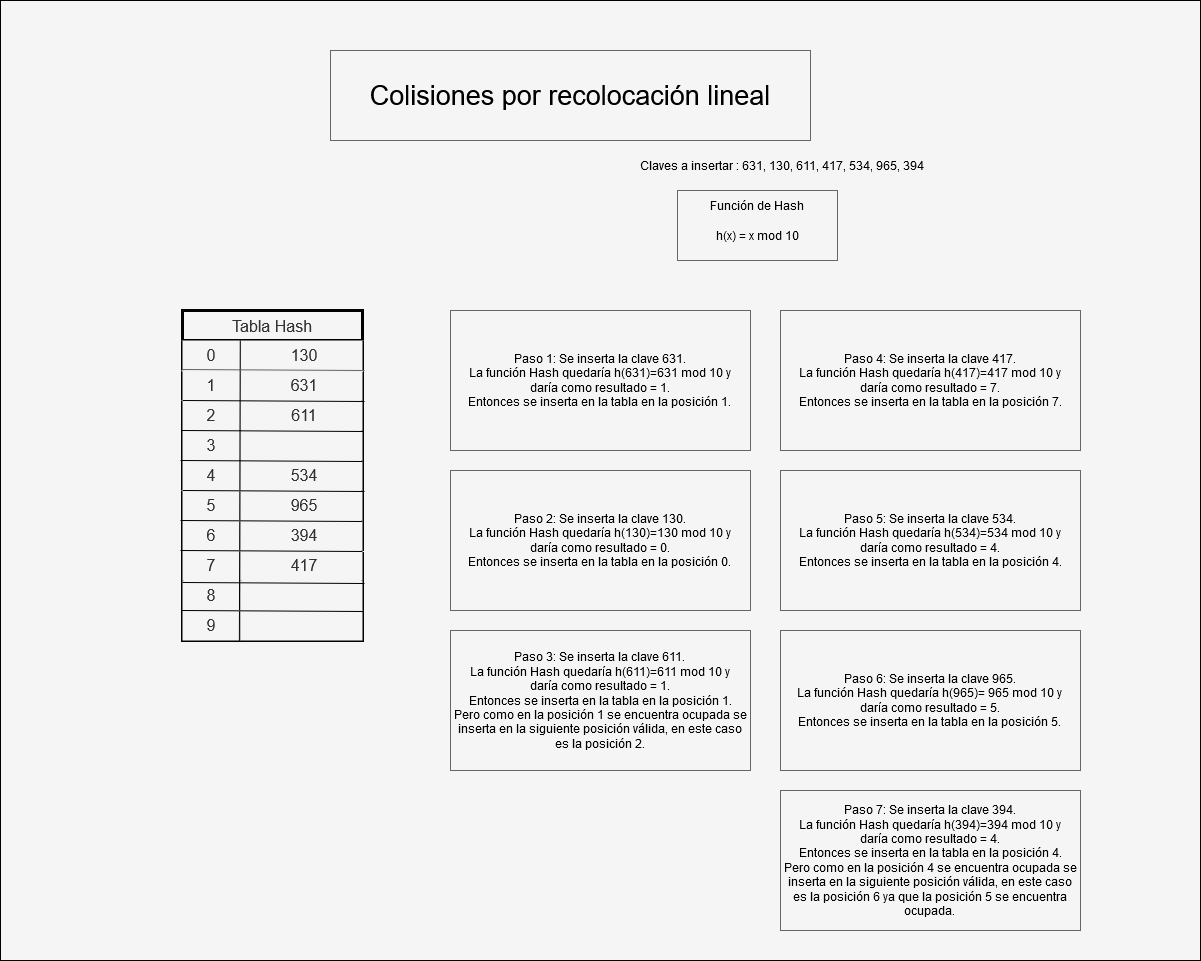 Colisiones por recolocación lineal
Claves a insertar : 631, 130, 611, 417, 534, 965, 394
Función de Hash
h(x) = x mod 10
Tabla Hash
0 130
1 631
2 611
3
4 534
5 965
6 394
7 417
8
9
Paso 1: Se inserta la clave 631.
La función Hash quedaría h(631)=631 mod 10 y
daría como resultado = 1.
Entonces se inserta en la tabla en la posición 1.
Paso 2: Se inserta la clave 130.
La función Hash quedaría h(130)=130 mod 10 y
daría como resultado = 0.
Entonces se inserta en la tabla en la posición 0.
Paso 3: Se inserta la clave 611.
La función Hash quedaría h(611)=611 mod 10 y
daría como resultado = 1.
Entonces se inserta en la tabla en la posición 1.
Pero como en la posición 1 se encuentra ocupada se
inserta en la siguiente posición válida, en este caso
es la posición 2.
Paso 4: Se inserta la clave 417.
La función Hash quedaría h(417)=417 mod 10 y
daría como resultado = 7.
Entonces se inserta en la tabla en la posición 7.
Paso 5: Se inserta la clave 534.
La función Hash quedaría h(534)=534 mod 10 y
daría como resultado = 4.
Entonces se inserta en la tabla en la posición 4.
Paso 6: Se inserta la clave 965.
La función Hash quedaría h(965)= 965 mod 10 y
daría como resultado = 5.
Entonces se inserta en la tabla en la posición 5.
Paso 7: Se inserta la clave 394.
La función Hash quedaría h(394)=394 mod 10 y
daría como resultado = 4.
Entonces se inserta en la tabla en la posición 4.
Pero como en la posición 4 se encuentra ocupada se
inserta en la siguiente posición válida, en este caso
es la posición 6 ya que la posición 5 se encuentra
ocupada.